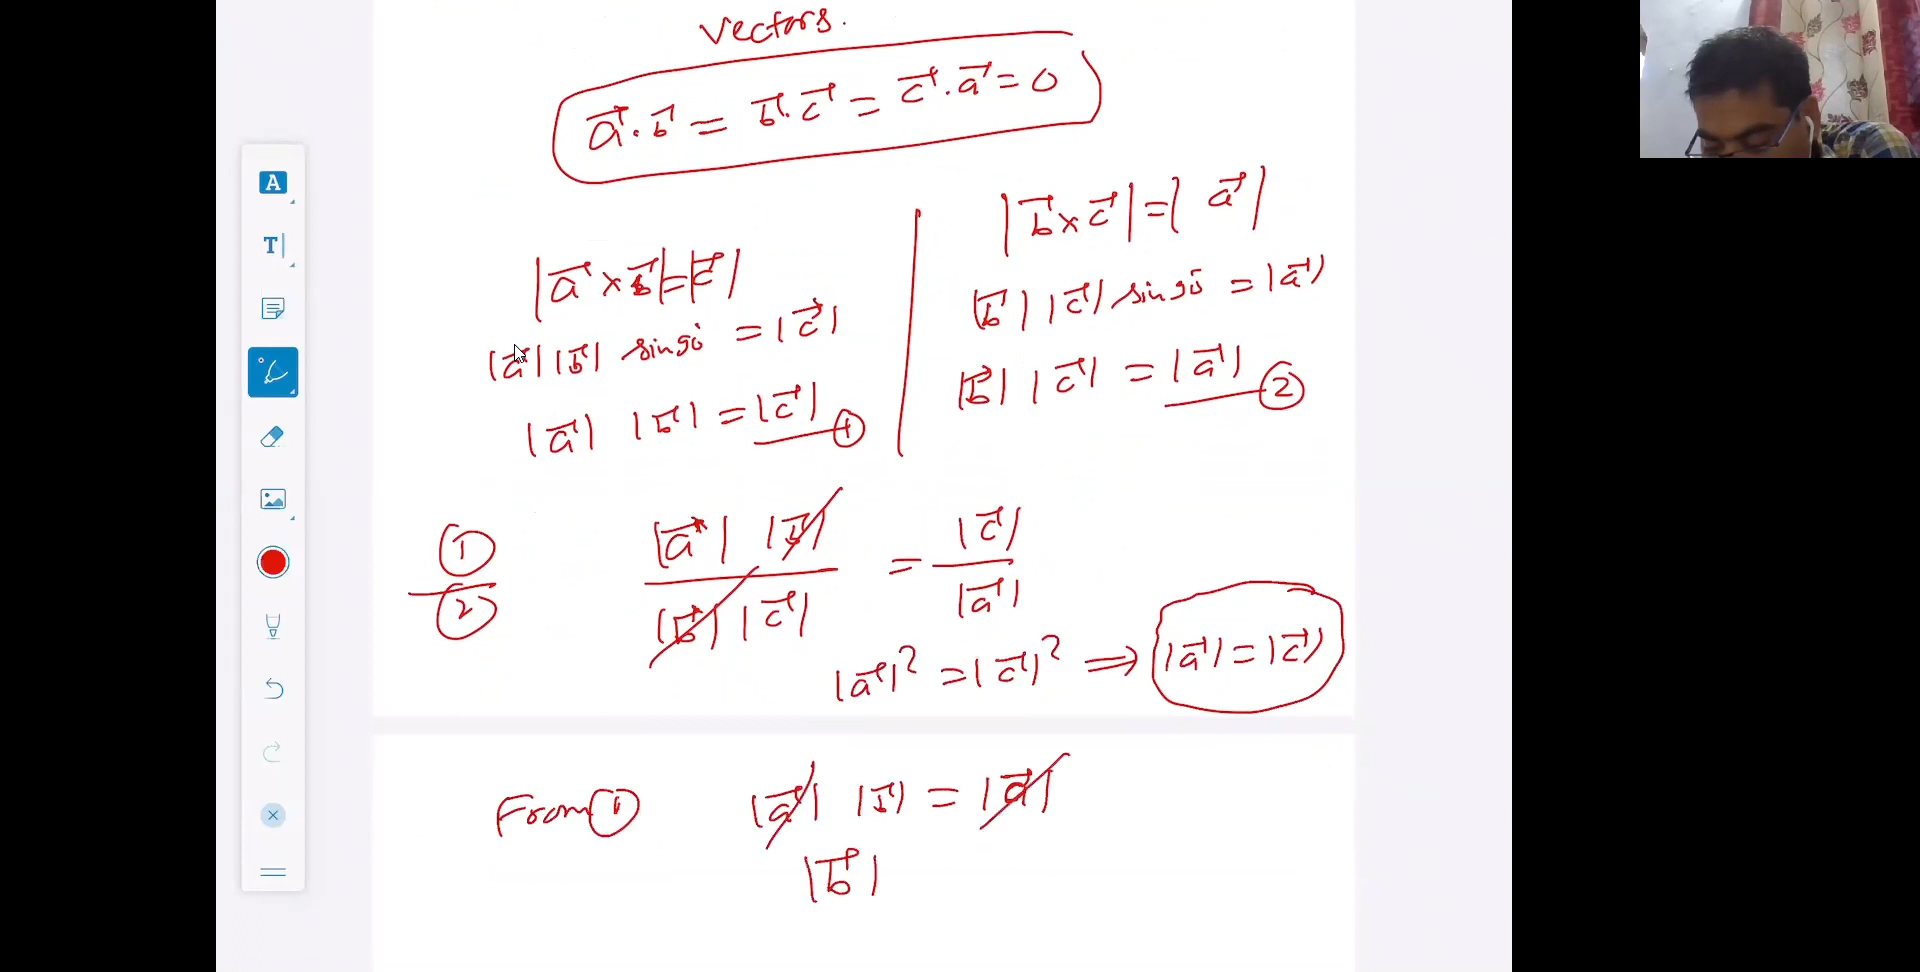 vectors.
a⃗ · b⃗ = b⃗ · c⃗ = c⃗ · a⃗ = 0
|a⃗ × b⃗| = |c⃗|
|a⃗| |b⃗| sin90 = |c⃗|
|a⃗| |b⃗| = |c⃗| ①
|b⃗ × c⃗| = |a⃗|
|b⃗| |c⃗| sin90 = |a⃗|
|b⃗| |c⃗| = |a⃗| ②
①/② |a⃗| |b⃗| / |b⃗| |c⃗| = |c⃗| / |a⃗|
|a⃗|² = |c⃗|² ⇒ |a⃗| = |c⃗|
From ① |a⃗| |b⃗| = |a⃗|
|b⃗|
A
T